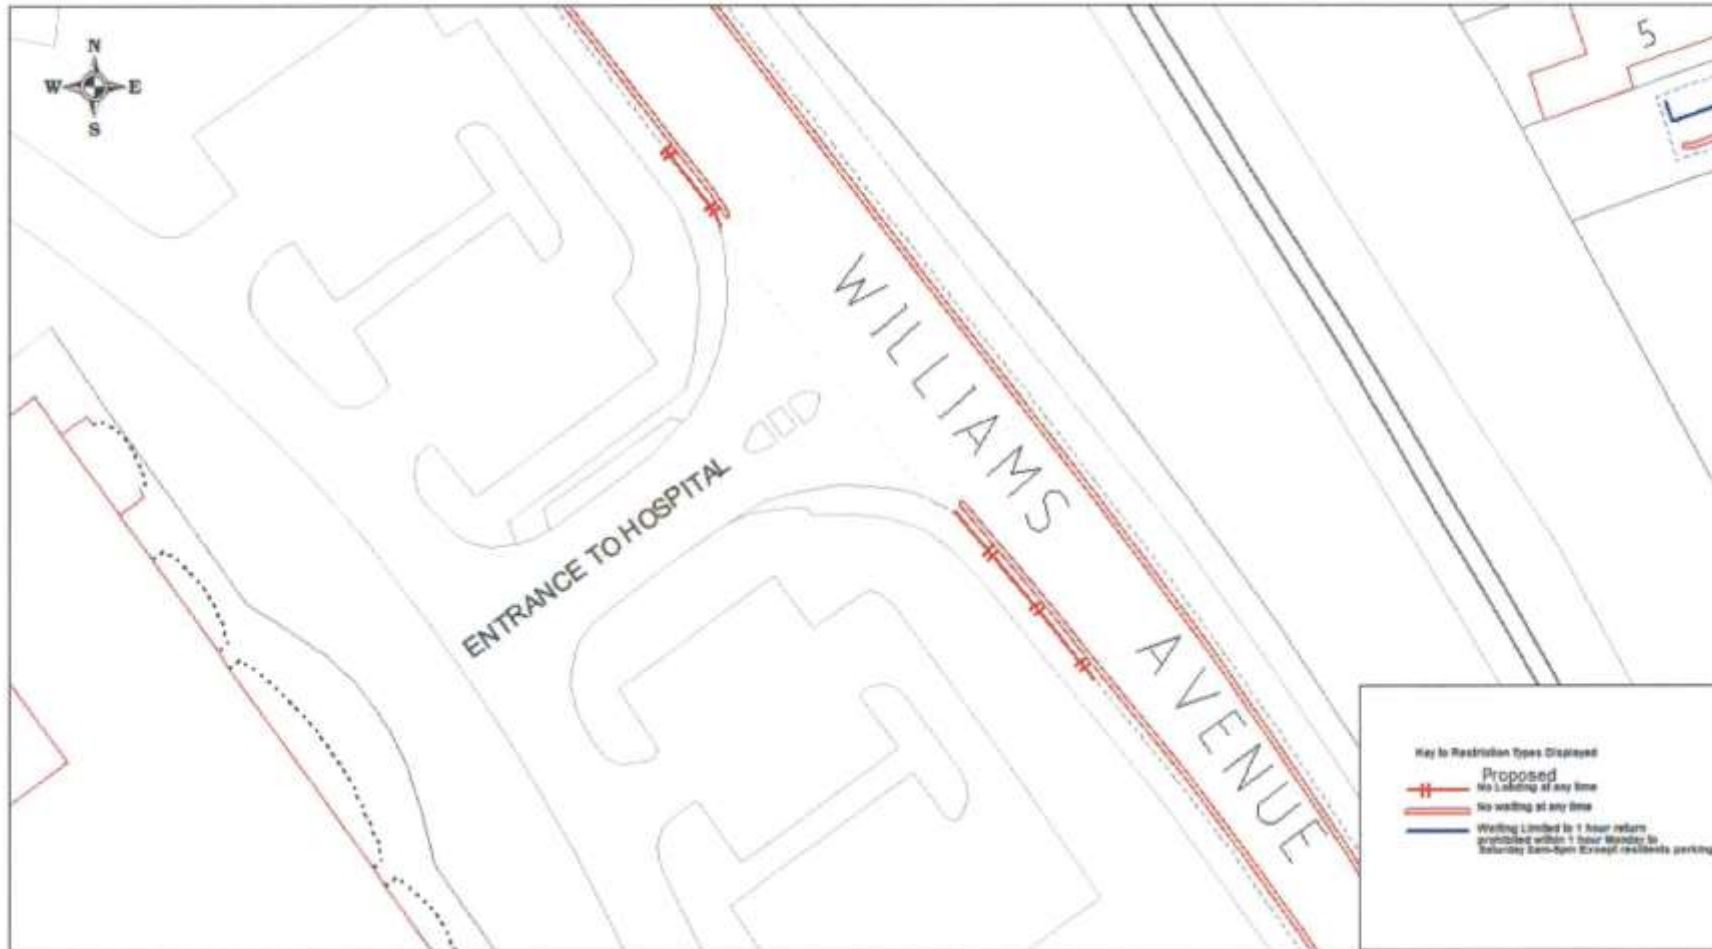 N
W E
S
5
WILLIAMS AVENUE
ENTRANCE TO HOSPITAL
Key to Restriction Types Displayed
Proposed
No Loading at any time
No waiting at any time
Waiting Limited to 1 hour return
prohibited within 1 hour Monday to
Saturday 8am-6pm Except residents parking